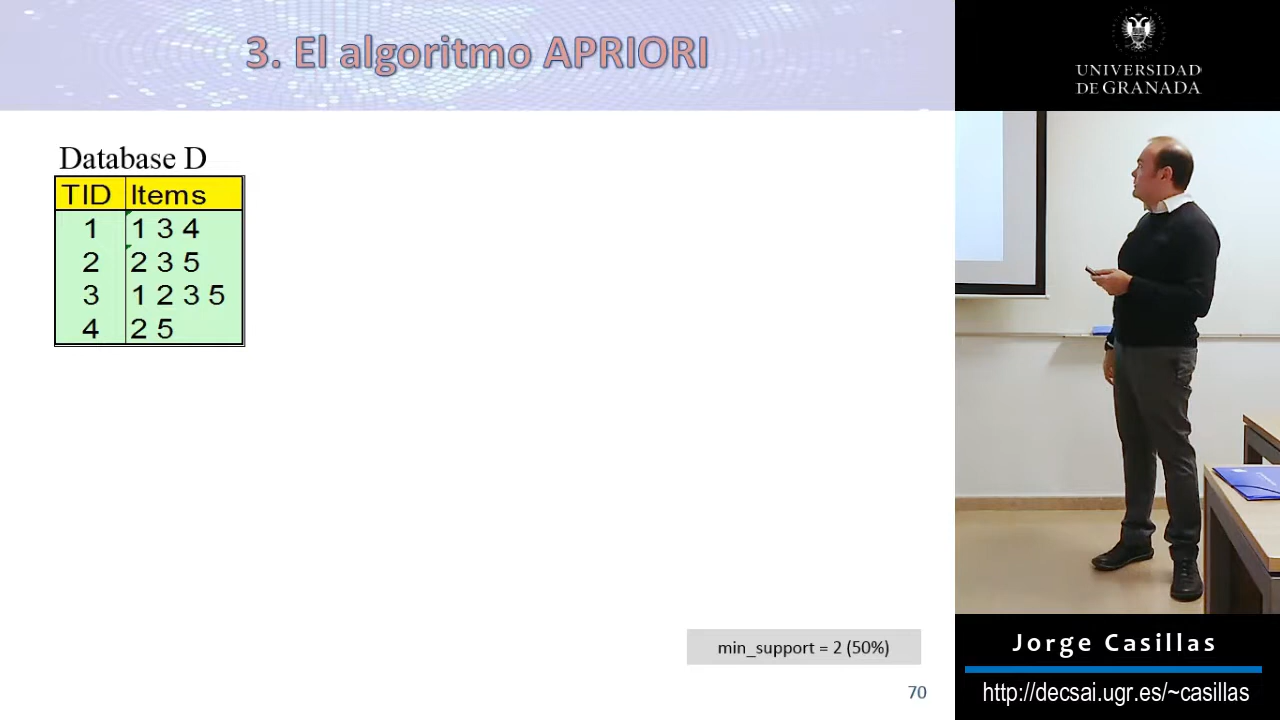 3. El algoritmo APRIORI
UNIVERSIDAD
DE GRANADA
Database D
TID Items
1 1 3 4
2 2 3 5
3 1 2 3 5
4 2 5
min_support = 2 (50%)
70
Jorge Casillas
http://decsai.ugr.es/~casillas